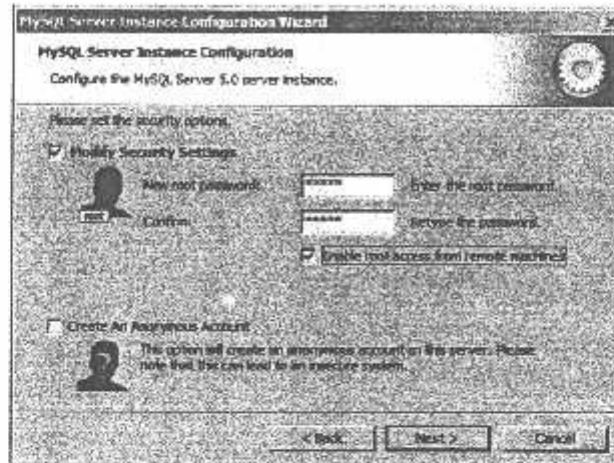 MySQL Server Instance Configuration Wizard
MySQL Server Instance Configuration
Configure the MySQL Server 5.0 server instance.
Please set the security options.
Modify Security Settings
New root password: ***** Enter the root password.
root
Confirm: ***** Retype the password.
Enable root access from remote machines
Create An Anonymous Account
This option will create an anonymous account on this server. Please
note that this can lead to an insecure system.
< Back Next > Cancel